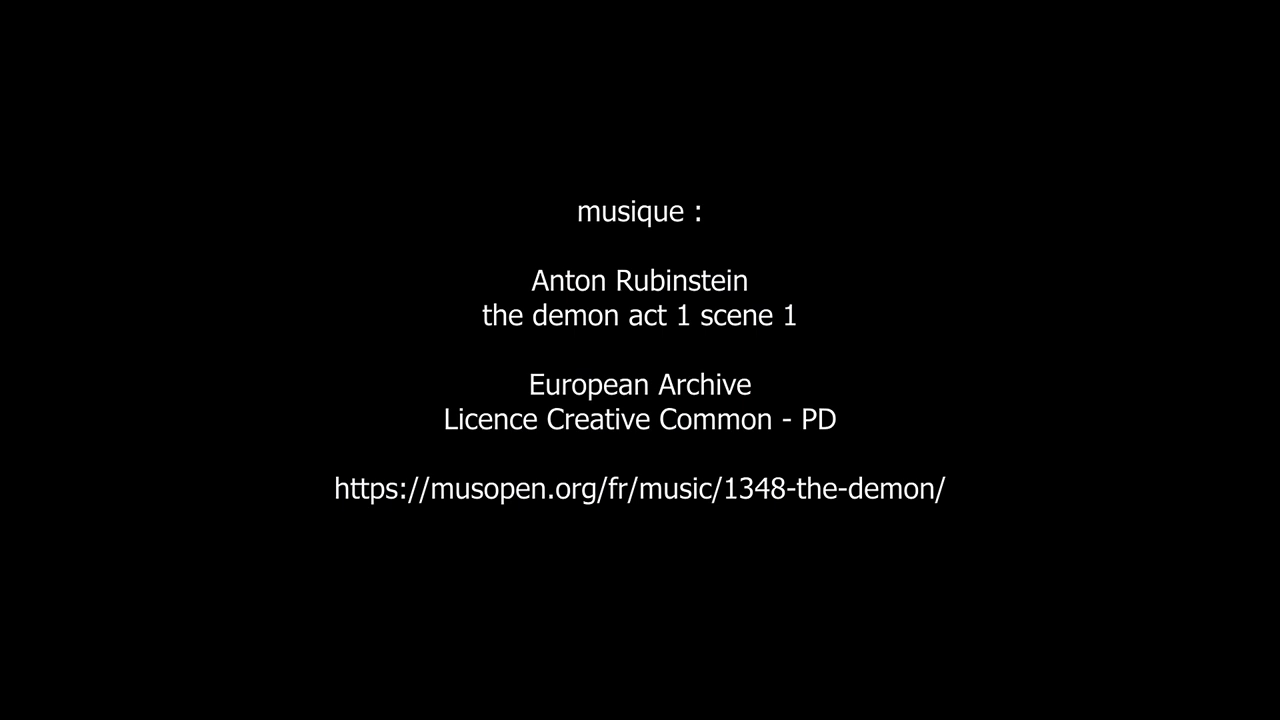 musique :
Anton Rubinstein
the demon act 1 scene 1
European Archive
Licence Creative Common - PD
https://musopen.org/fr/music/1348-the-demon/